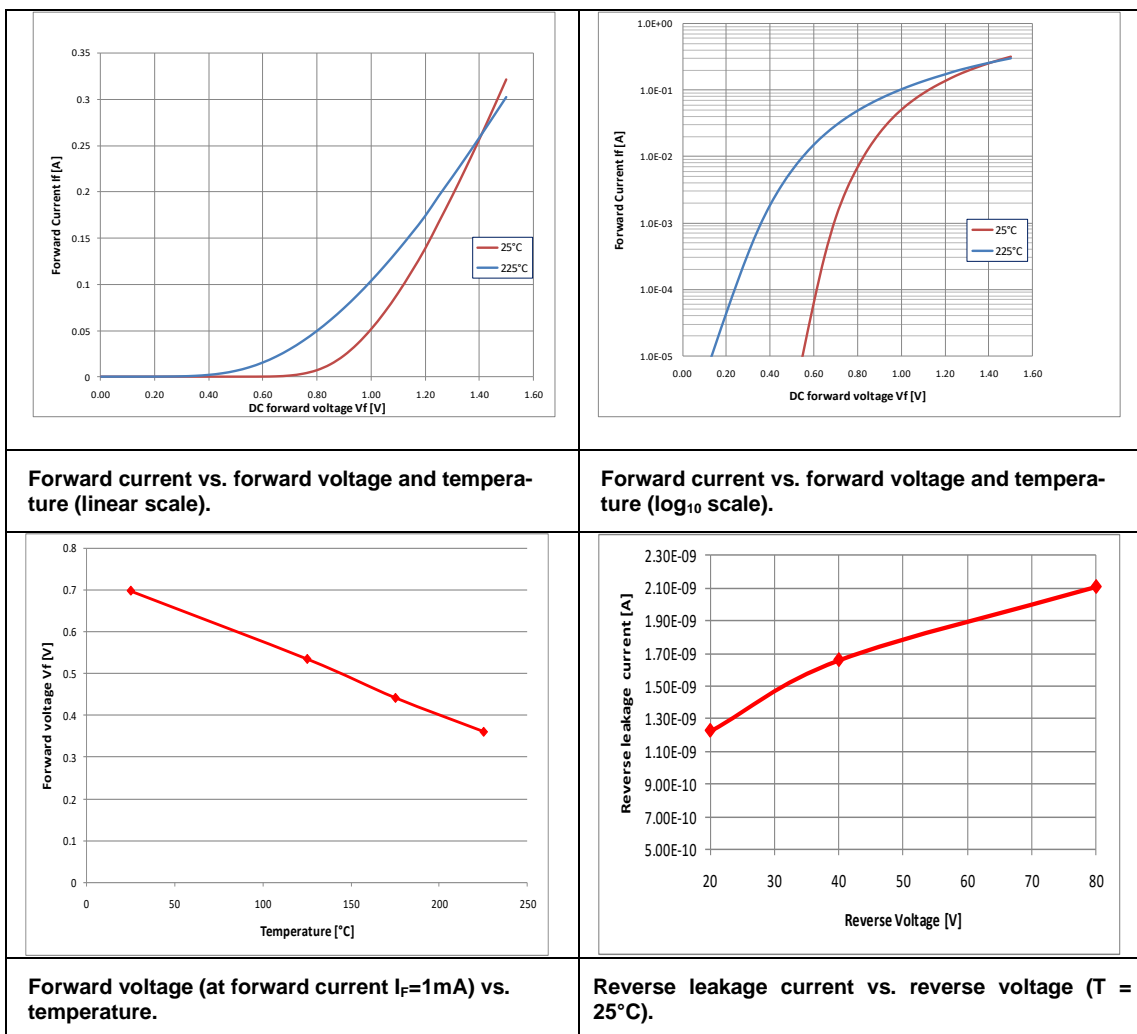 0.35
0.3
0.25
0.2
0.15
0.1
0.05
0
0.00 0.20 0.40 0.60 0.80 1.00 1.20 1.40 1.60
Forward Current If [A]
DC forward voltage Vf [V]
25°C
225°C
1.0E+00
1.0E-01
1.0E-02
1.0E-03
1.0E-04
1.0E-05
0.00 0.20 0.40 0.60 0.80 1.00 1.20 1.40 1.60
Forward Current If [A]
DC forward voltage Vf [V]
25°C
225°C
Forward current vs. forward voltage and tempera-
ture (linear scale).
Forward current vs. forward voltage and tempera-
ture (log10 scale).
0.8
0.7
0.6
0.5
0.4
0.3
0.2
0.1
0
0 50 100 150 200 250
Forward voltage Vf [V]
Temperature [°C]
2.30E-09
2.10E-09
1.90E-09
1.70E-09
1.50E-09
1.30E-09
1.10E-09
9.00E-10
7.00E-10
5.00E-10
20 30 40 50 60 70 80
Reverse leakage current [A]
Reverse Voltage [V]
Forward voltage (at forward current IF=1mA) vs.
temperature.
Reverse leakage current vs. reverse voltage (T =
25°C).